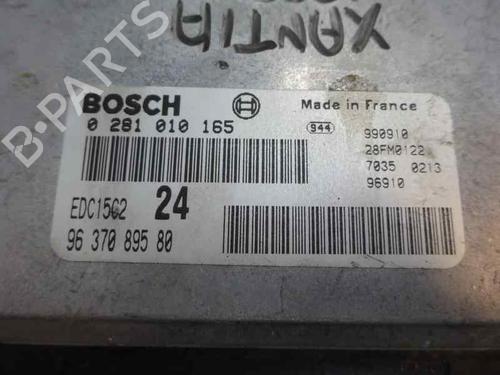 XANTIA
BOSCH
Made in France
0 281 010 165
944
990910
28FM0122
7035 0213
96910
EDC15C2 24
96 370 895 80
B-PARTS